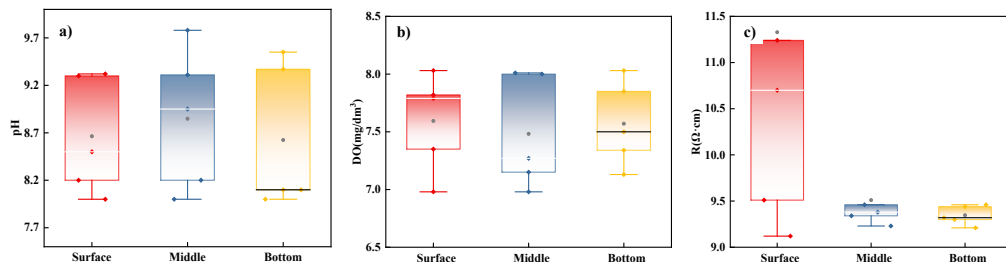 a)
pH
9.7
9.2
8.7
8.2
7.7
Surface Middle Bottom
b)
DO(mg/dm³)
8.5
8.0
7.5
7.0
6.5
Surface Middle Bottom
c)
R(Ω·cm)
11.5
11.0
10.5
10.0
9.5
9.0
Surface Middle Bottom